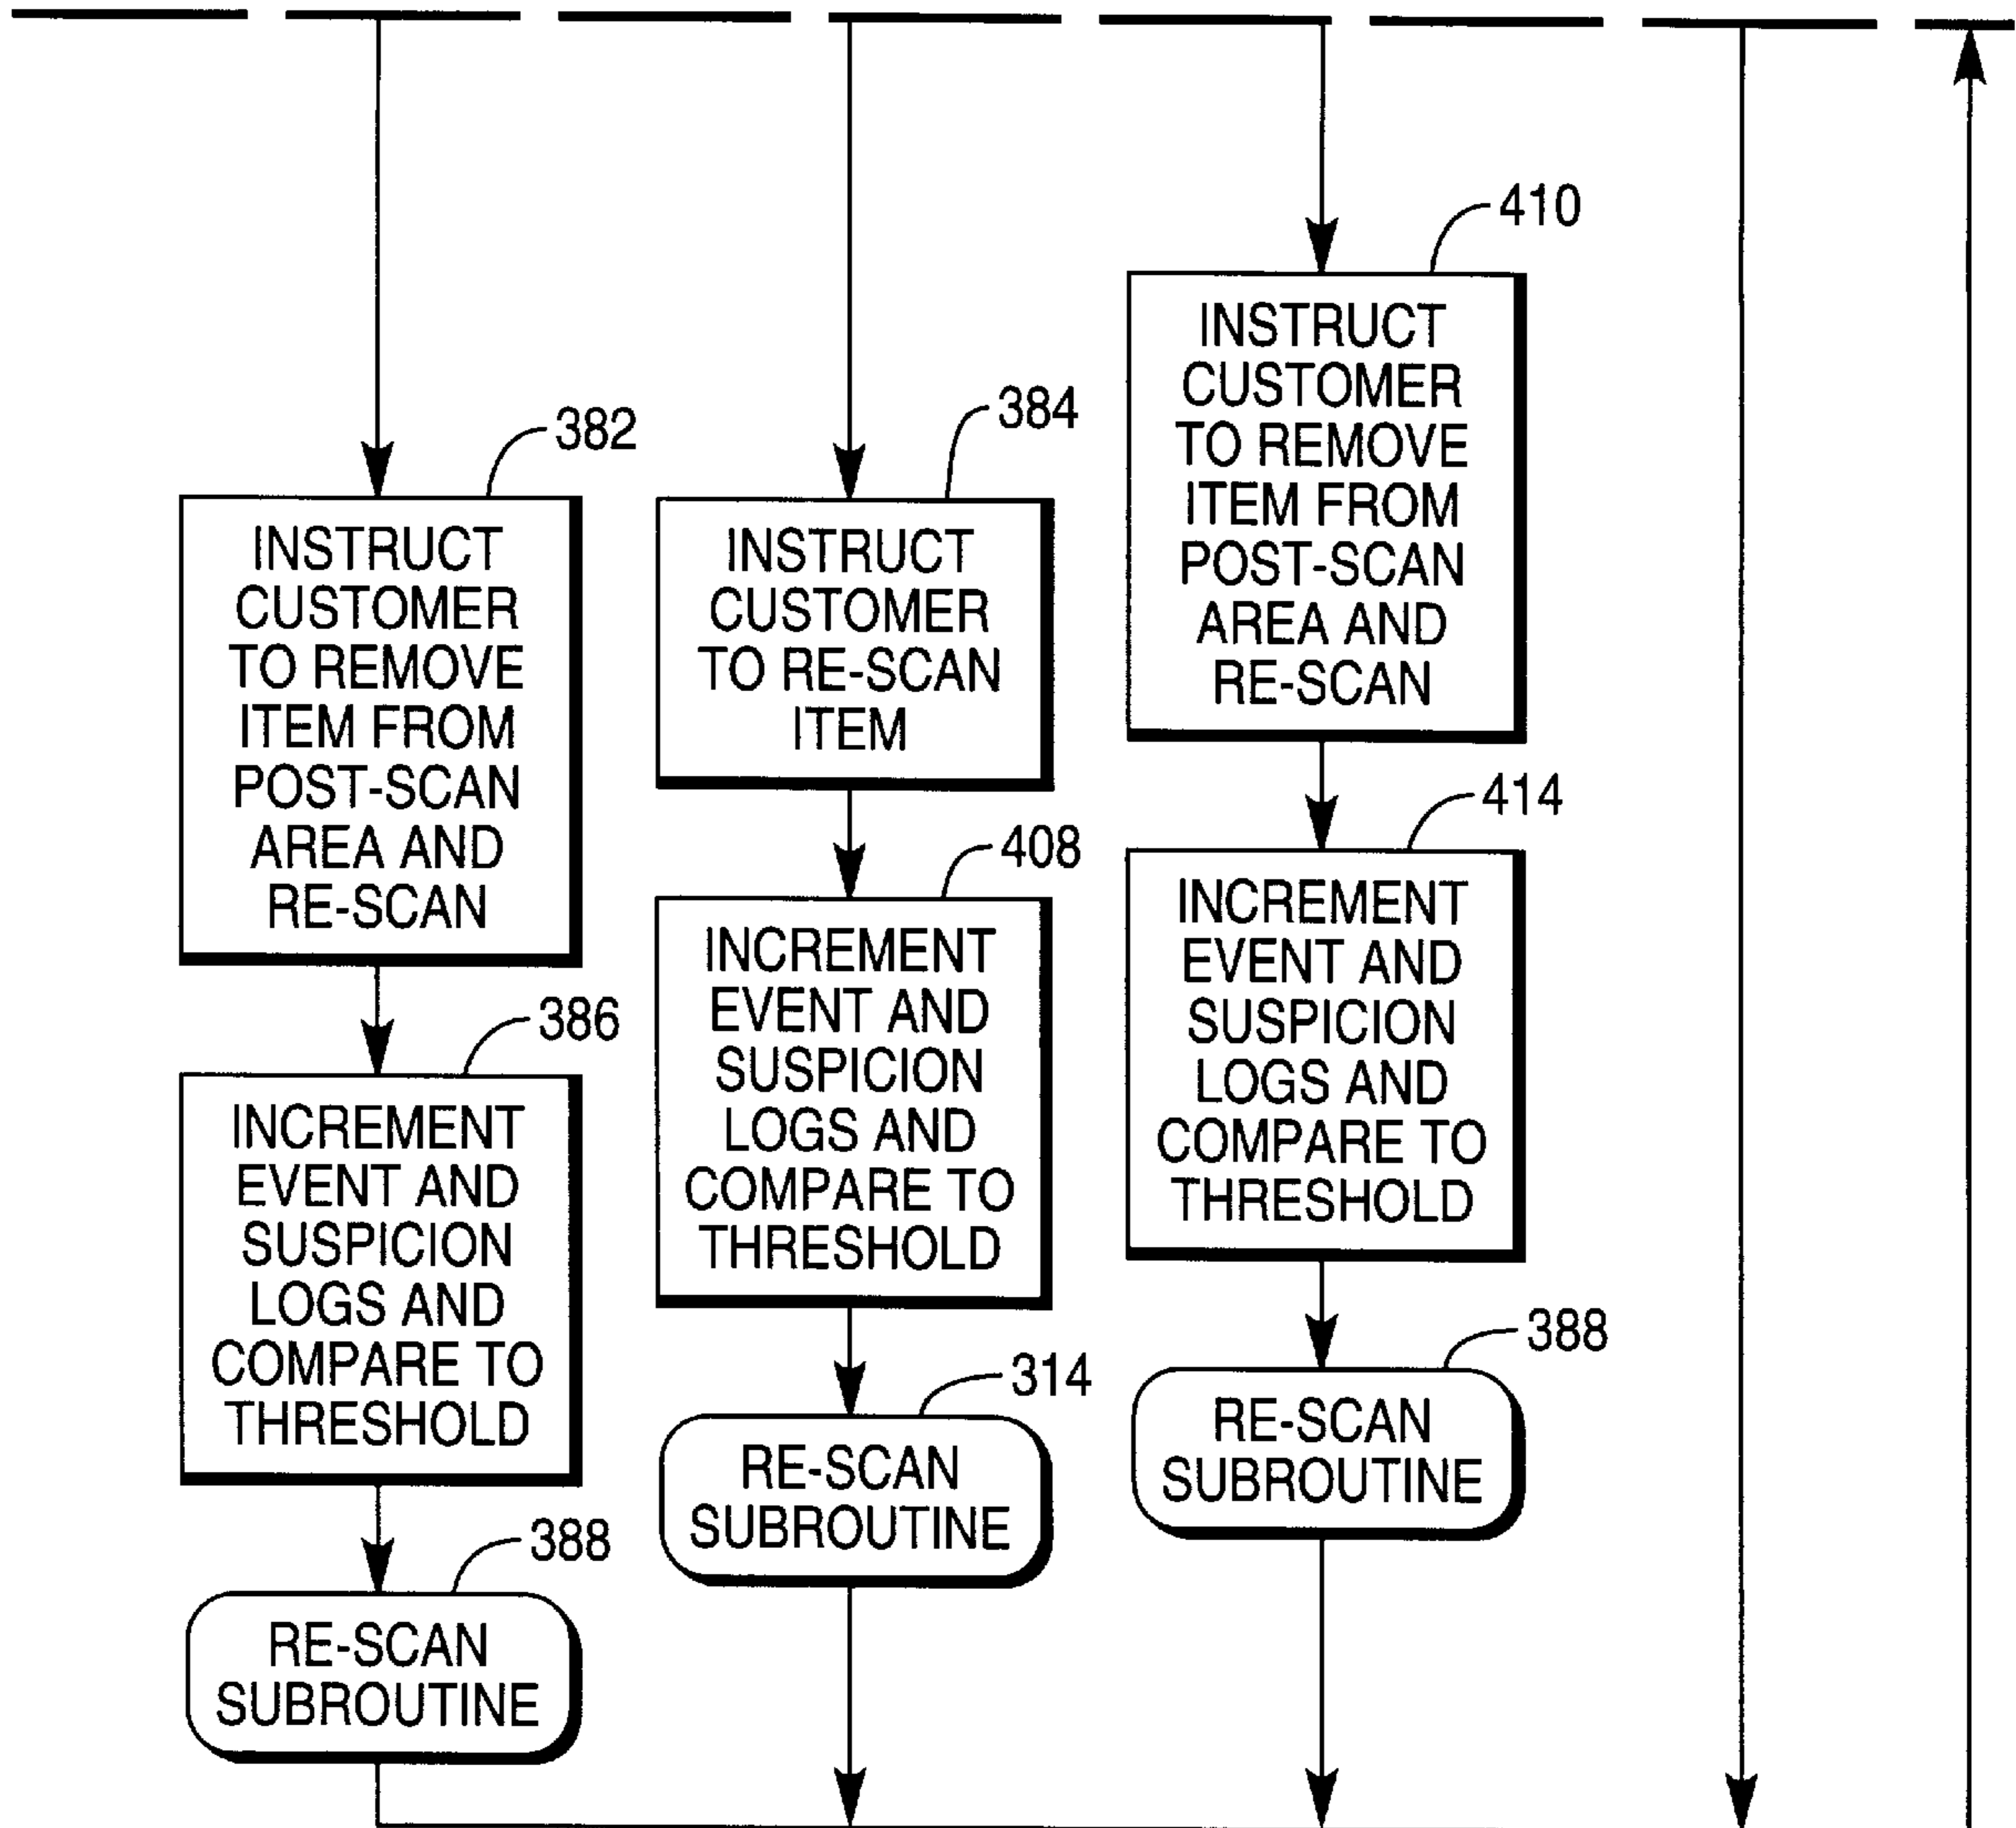 382
INSTRUCT
CUSTOMER
TO REMOVE
ITEM FROM
POST-SCAN
AREA AND
RE-SCAN
386
INCREMENT
EVENT AND
SUSPICION
LOGS AND
COMPARE TO
THRESHOLD
388
RE-SCAN
SUBROUTINE
384
INSTRUCT
CUSTOMER
TO RE-SCAN
ITEM
408
INCREMENT
EVENT AND
SUSPICION
LOGS AND
COMPARE TO
THRESHOLD
314
RE-SCAN
SUBROUTINE
410
INSTRUCT
CUSTOMER
TO REMOVE
ITEM FROM
POST-SCAN
AREA AND
RE-SCAN
414
INCREMENT
EVENT AND
SUSPICION
LOGS AND
COMPARE TO
THRESHOLD
388
RE-SCAN
SUBROUTINE